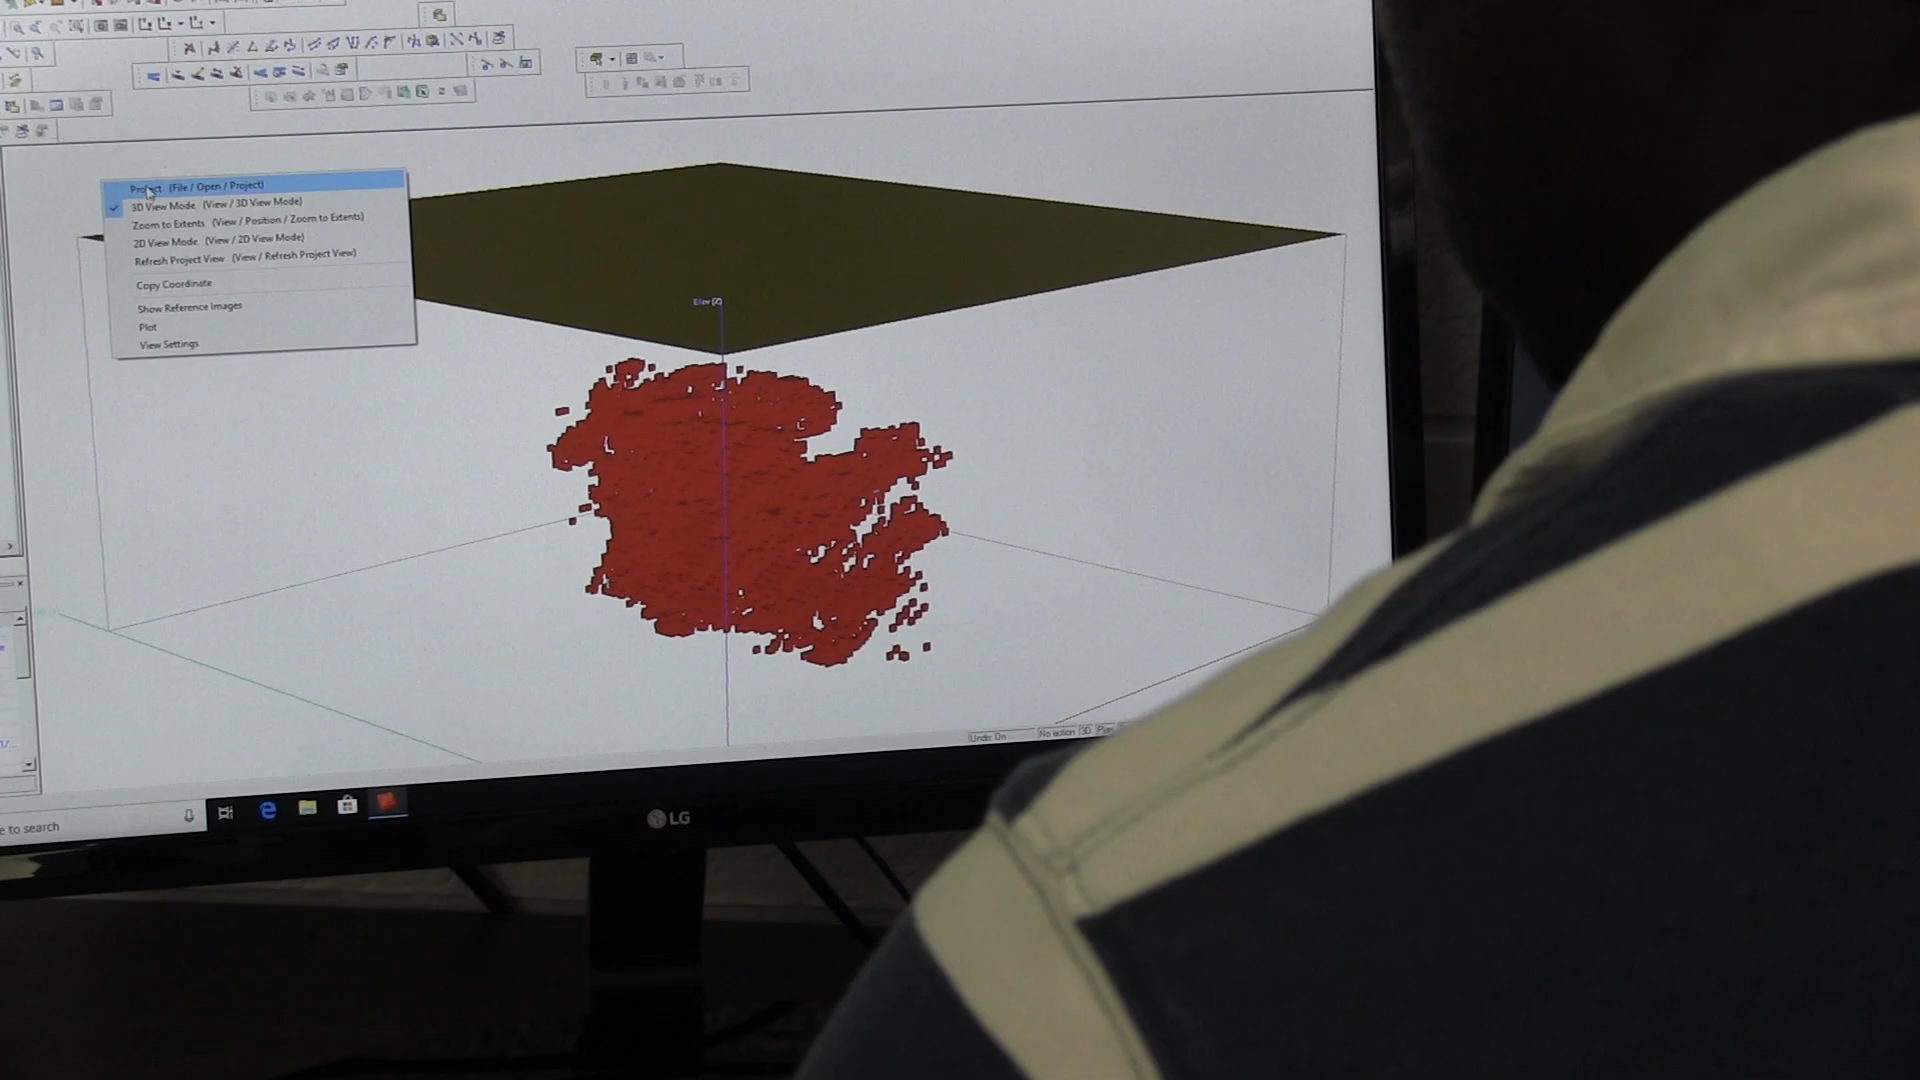 Project (File / Open / Project)
3D View Mode (View / 3D View Mode)
Zoom to Extents (View / Position / Zoom to Extents)
2D View Mode (View / 2D View Mode)
Refresh Project View (View / Refresh Project View)
Copy Coordinate
Show Reference Images
Plot
View Settings
Elev (Z)
Undo: On No action 3D Plan
e to search
LG